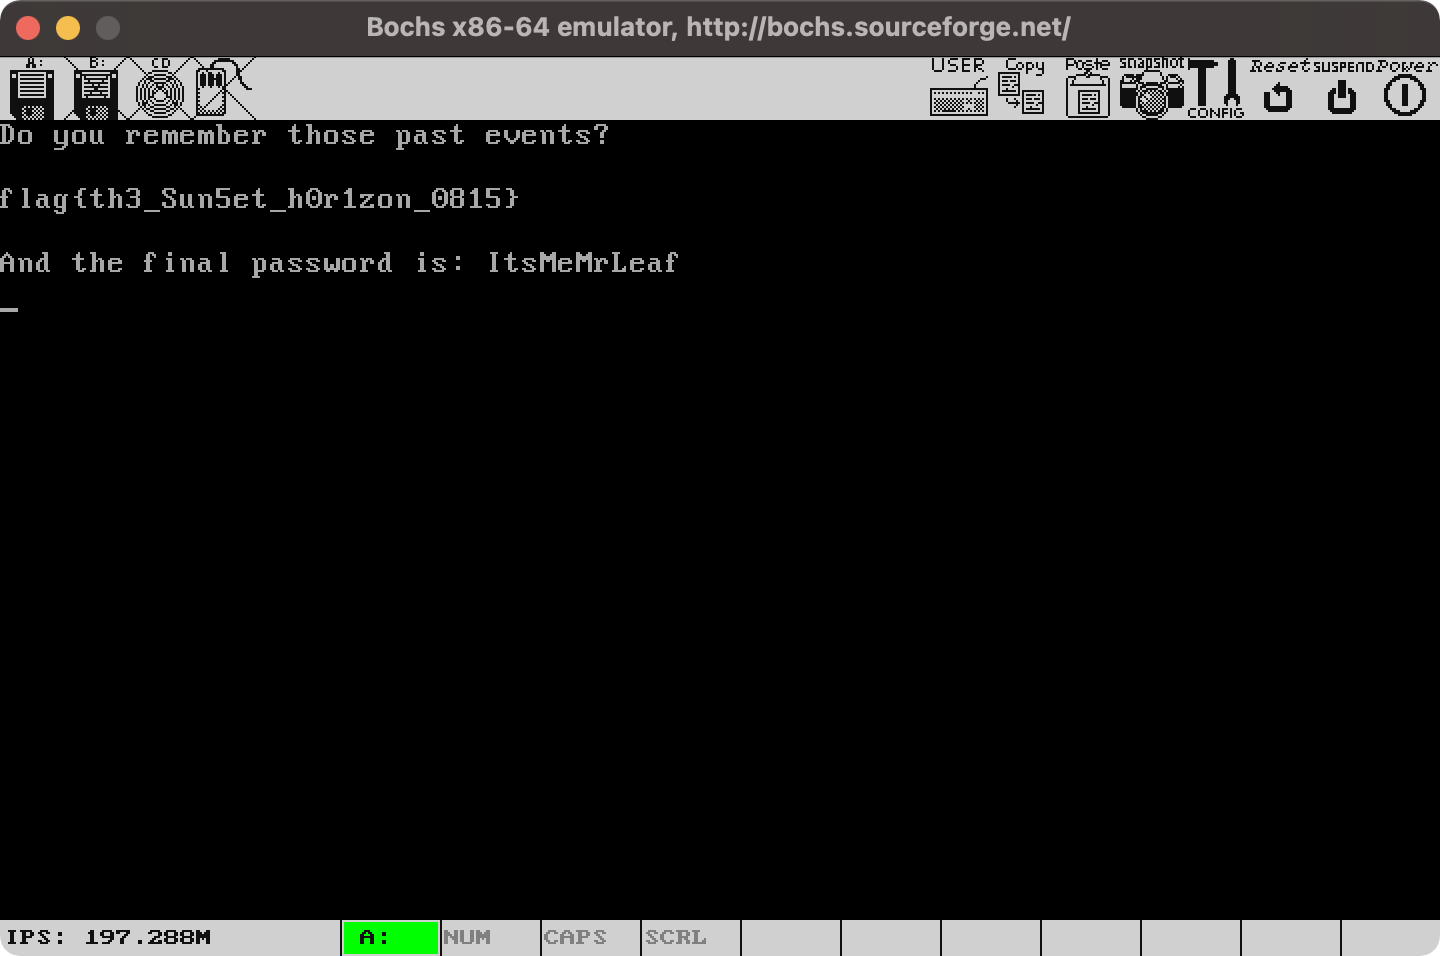 Bochs x86-64 emulator, http://bochs.sourceforge.net/
A: B: CD USER Copy Paste snapshot CONFIG Reset SUSPEND Power
Do you remember those past events?
flag{th3_Sun5et_h0r1zon_0815}
And the final password is: ItsMeMrLeaf
IPS: 197.288M A: NUM CAPS SCRL